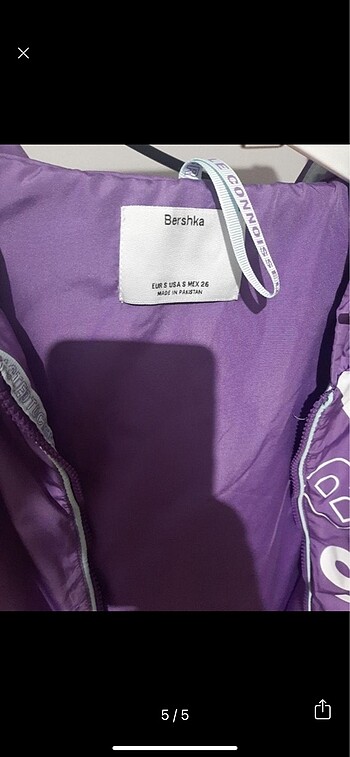 Bershka
EUR S USA S MEX 26
MADE IN PAKISTAN
5 / 5